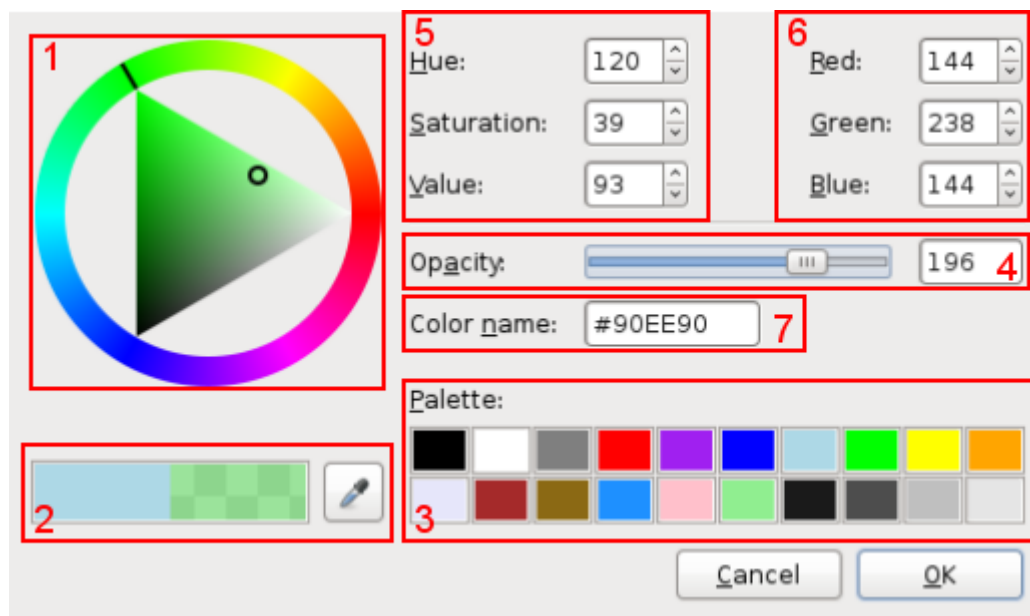 1
5
Hue: 120
Saturation: 39
Value: 93
6
Red: 144
Green: 238
Blue: 144
Opacity: 196 4
Color name: #90EE90 7
Palette:
2
3
Cancel OK